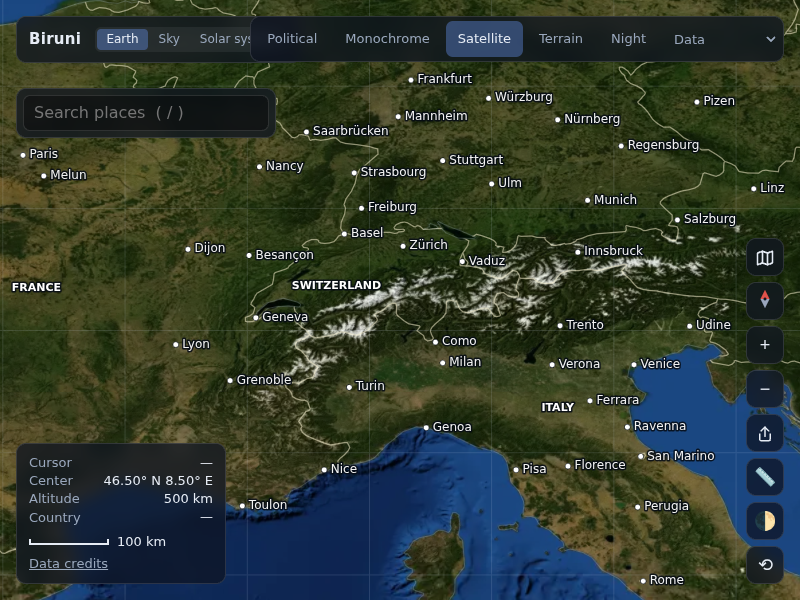 Biruni
Earth
Sky
Solar sys
Political
Monochrome
Satellite
Terrain
Night
Data
Search places ( / )
Frankfurt
Würzburg
Pizen
Mannheim
Nürnberg
Saarbrücken
Regensburg
Paris
Nancy
Strasbourg
Stuttgart
Melun
Ulm
Linz
Munich
Freiburg
Salzburg
Basel
Dijon
Besançon
Zürich
Innsbruck
Vaduz
FRANCE
SWITZERLAND
Geneva
Trento
Udine
Lyon
Como
Milan
Verona
Venice
Grenoble
Turin
ITALY
Ferrara
Genoa
Ravenna
Nice
Pisa
Florence
San Marino
Toulon
Perugia
Rome
Cursor —
Center 46.50° N 8.50° E
Altitude 500 km
Country —
100 km
Data credits